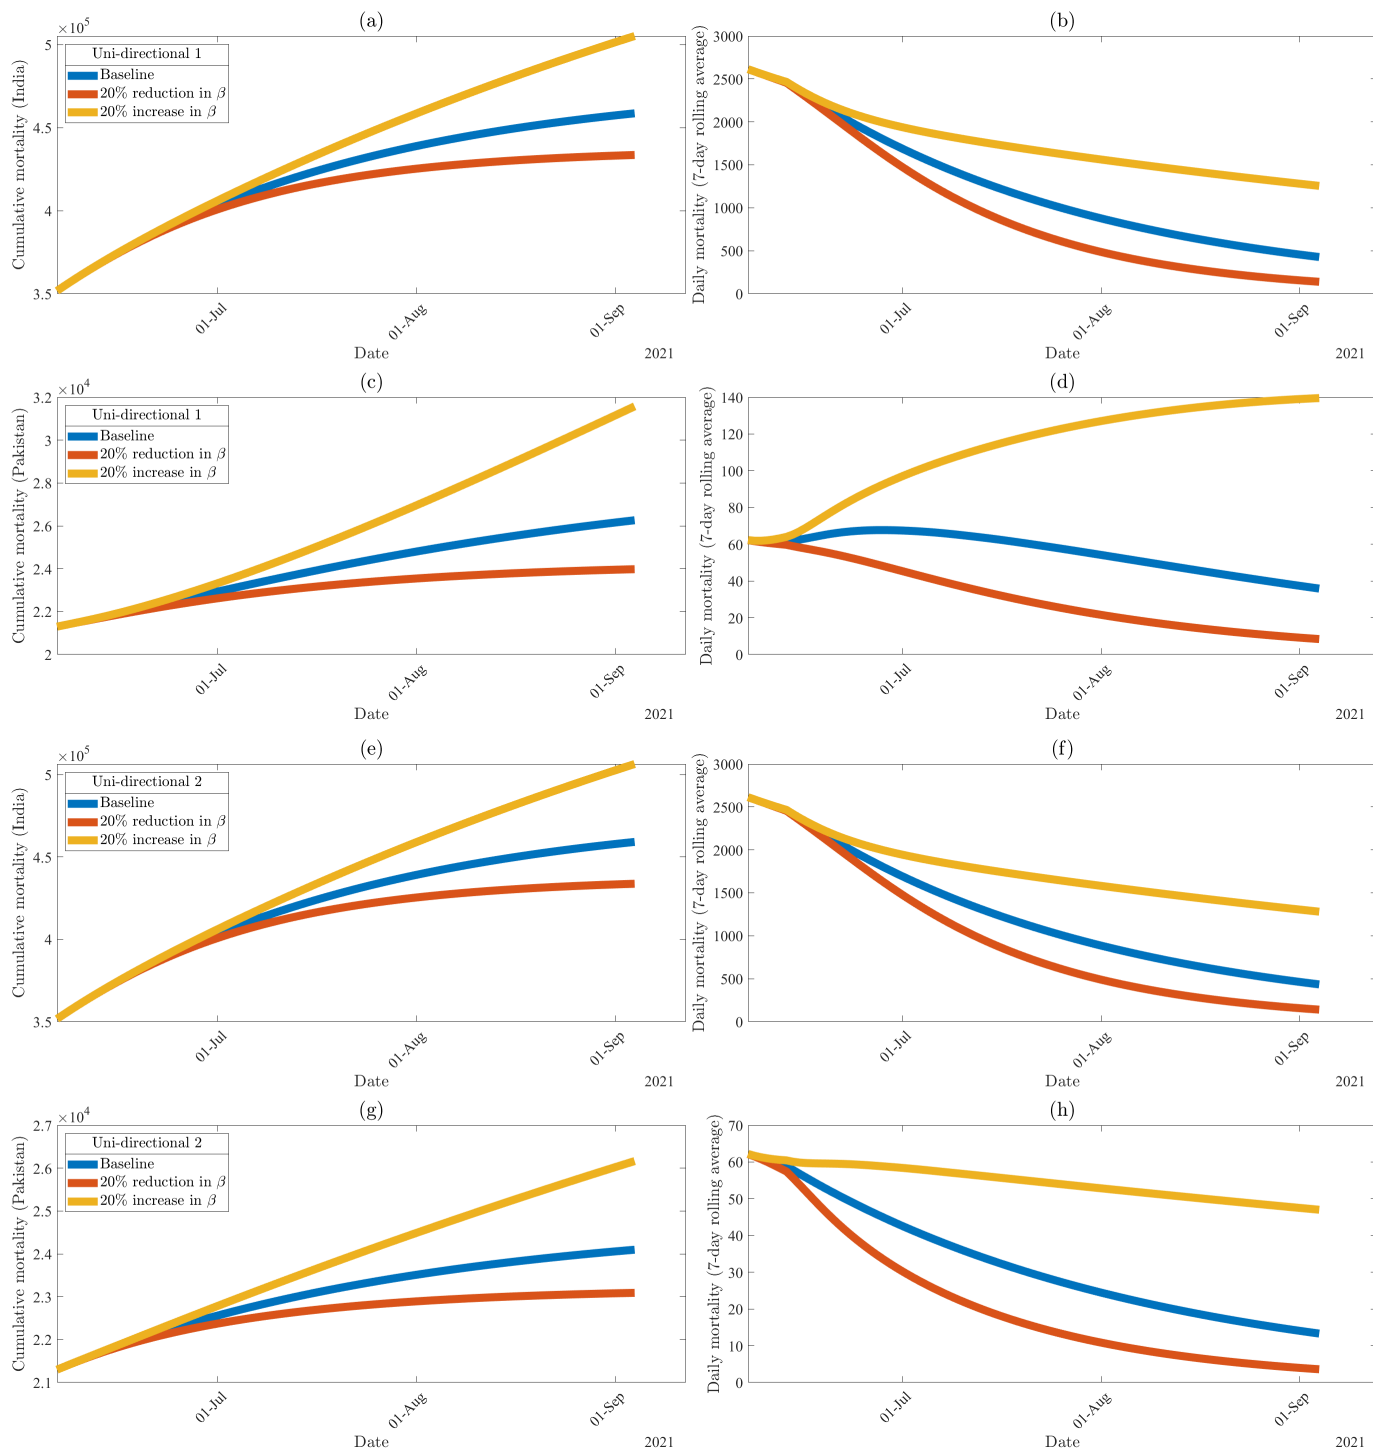 (a)
×10⁵
Cumulative mortality (India)
5
4.5
4
3.5
Uni-directional 1
Baseline
20% reduction in β
20% increase in β
01-Jul
01-Aug
01-Sep
Date
2021
(b)
Daily mortality (7-day rolling average)
3000
2500
2000
1500
1000
500
0
01-Jul
01-Aug
01-Sep
Date
2021
(c)
×10⁴
Cumulative mortality (Pakistan)
3.2
3
2.8
2.6
2.4
2.2
2
Uni-directional 1
Baseline
20% reduction in β
20% increase in β
01-Jul
01-Aug
01-Sep
Date
2021
(d)
Daily mortality (7-day rolling average)
140
120
100
80
60
40
20
0
01-Jul
01-Aug
01-Sep
Date
2021
(e)
×10⁵
Cumulative mortality (India)
5
4.5
4
3.5
Uni-directional 2
Baseline
20% reduction in β
20% increase in β
01-Jul
01-Aug
01-Sep
Date
2021
(f)
Daily mortality (7-day rolling average)
3000
2500
2000
1500
1000
500
0
01-Jul
01-Aug
01-Sep
Date
2021
(g)
×10⁴
Cumulative mortality (Pakistan)
2.7
2.6
2.5
2.4
2.3
2.2
2.1
Uni-directional 2
Baseline
20% reduction in β
20% increase in β
01-Jul
01-Aug
01-Sep
Date
2021
(h)
Daily mortality (7-day rolling average)
70
60
50
40
30
20
10
0
01-Jul
01-Aug
01-Sep
Date
2021